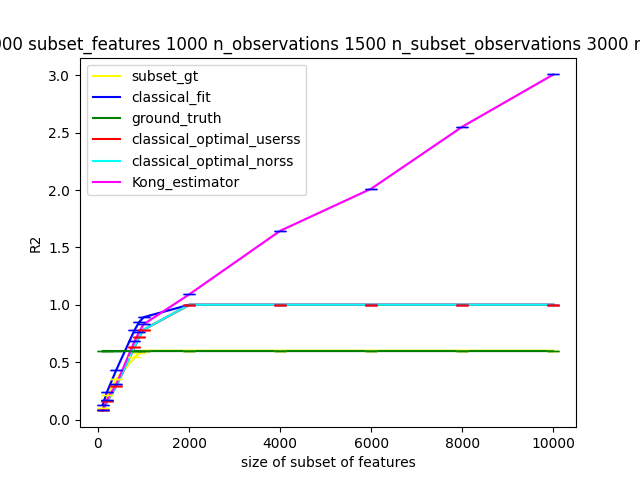 00 subset_features 1000 n_observations 1500 n_subset_observations 3000 n
subset_gt
classical_fit
ground_truth
classical_optimal_userss
classical_optimal_norss
Kong_estimator
R2
3.0
2.5
2.0
1.5
1.0
0.5
0.0
0 2000 4000 6000 8000 10000
size of subset of features